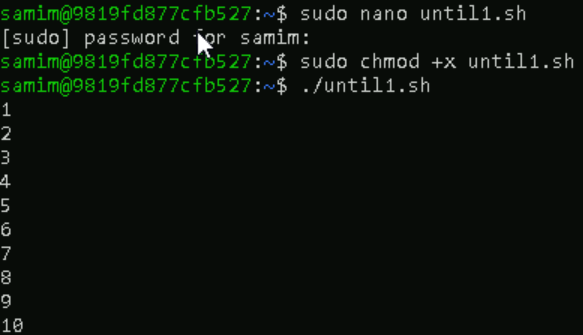 samim@9819fd877cfb527:~$ sudo nano until1.sh
[sudo] password for samim:
samim@9819fd877cfb527:~$ sudo chmod +x until1.sh
samim@9819fd877cfb527:~$ ./until1.sh
1
2
3
4
5
6
7
8
9
10